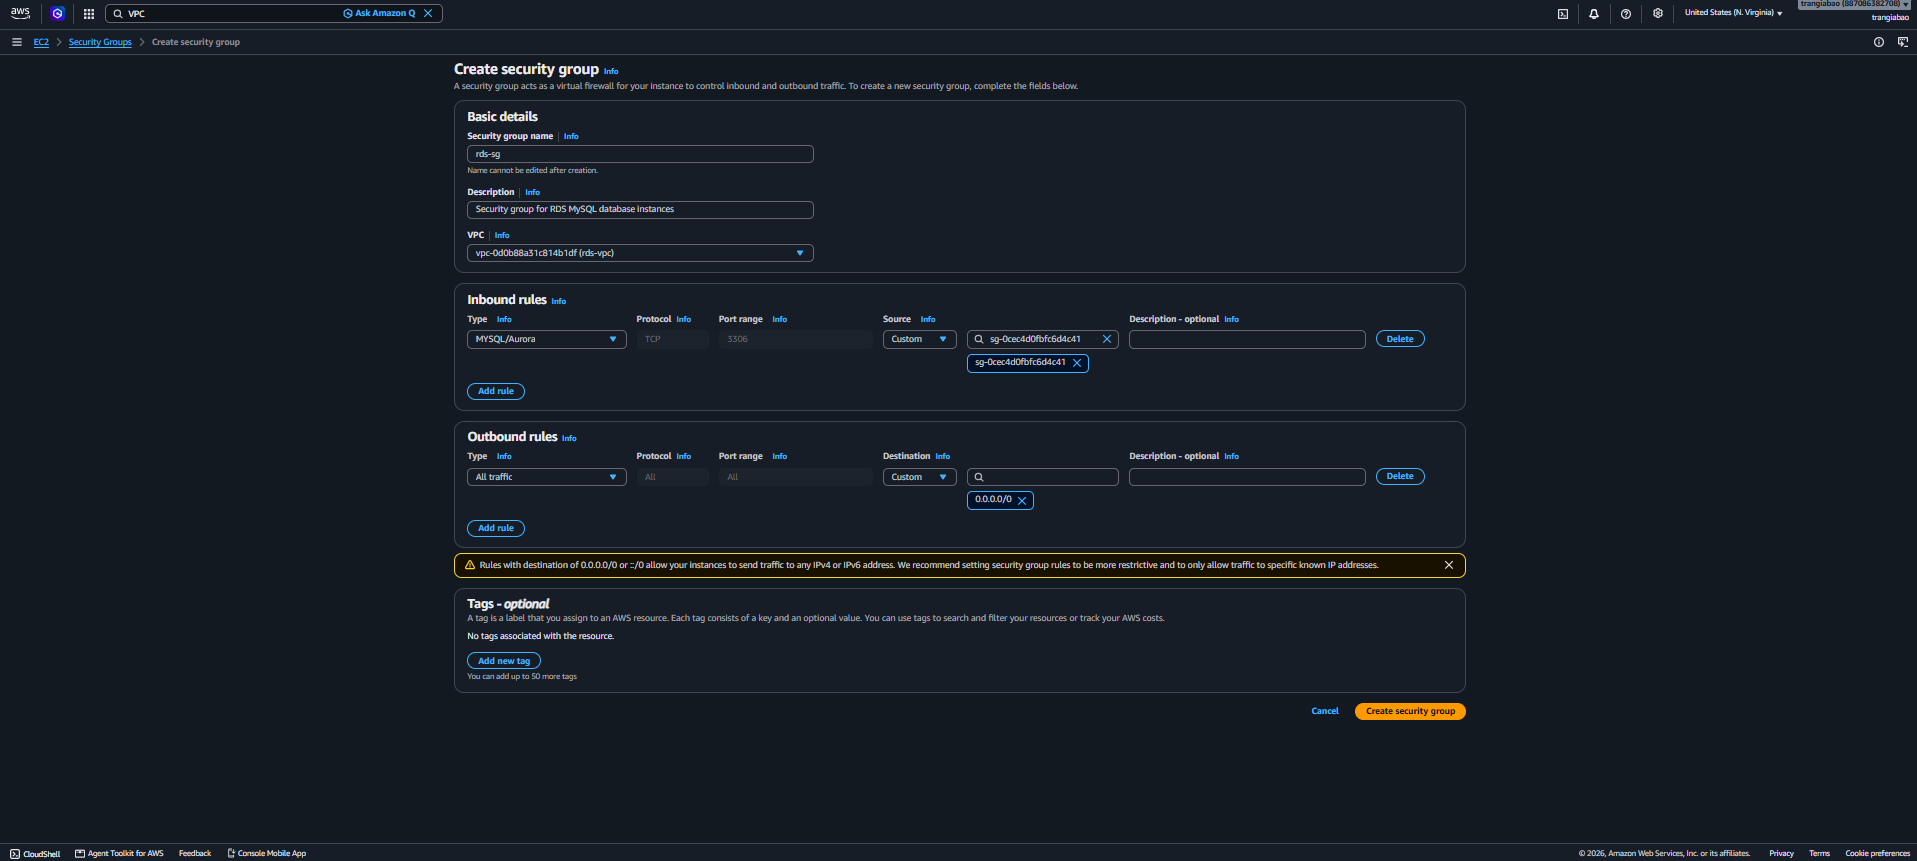 aws VPC Ask Amazon Q United States (N. Virginia) trangiabao (887086382708)
trangiabao
EC2 Security Groups Create security group
Create security group Info
A security group acts as a virtual firewall for your instance to control inbound and outbound traffic. To create a new security group, complete the fields below.
Basic details
Security group name Info
rds-sg
Name cannot be edited after creation.
Description Info
Security group for RDS MySQL database instances
VPC Info
vpc-0d0b88a31c814b1df (rds-vpc)
Inbound rules Info
Type Info Protocol Info Port range Info Source Info Description - optional Info
MYSQL/Aurora TCP 3306 Custom sg-0cec4d0fbfc6d4c41 Delete
sg-0cec4d0fbfc6d4c41
Add rule
Outbound rules Info
Type Info Protocol Info Port range Info Destination Info Description - optional Info
All traffic All All Custom Delete
0.0.0.0/0
Add rule
Rules with destination of 0.0.0.0/0 or ::/0 allow your instances to send traffic to any IPv4 or IPv6 address. We recommend setting security group rules to be more restrictive and to only allow traffic to specific known IP addresses.
Tags - optional
A tag is a label that you assign to an AWS resource. Each tag consists of a key and an optional value. You can use tags to search and filter your resources or track your AWS costs.
No tags associated with the resource.
Add new tag
You can add up to 50 more tags
Cancel Create security group
CloudShell Agent Toolkit for AWS Feedback Console Mobile App © 2026, Amazon Web Services, Inc. or its affiliates. Privacy Terms Cookie preferences